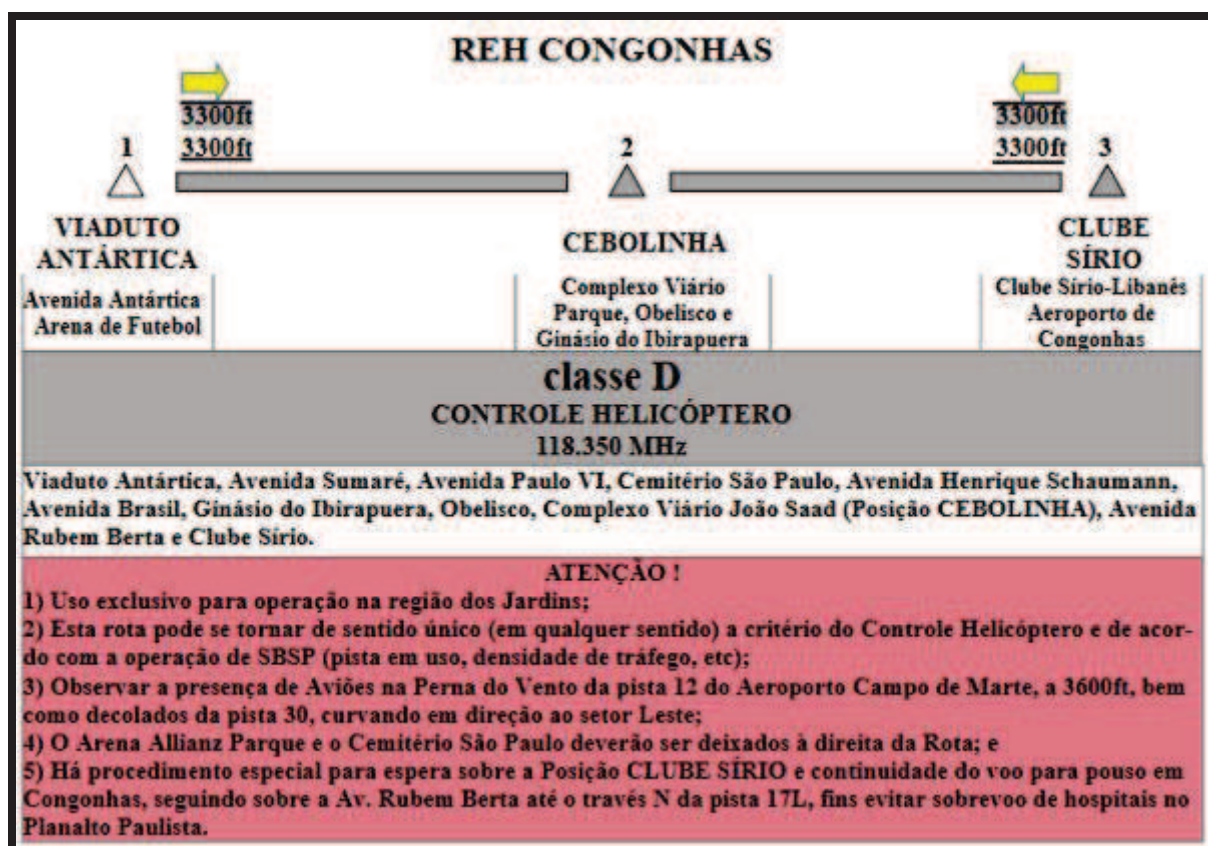 REH CONGONHAS
3300ft
3300ft
3300ft
3300ft
1
2
3
VIADUTO
ANTÁRTICA
CEBOLINHA
CLUBE
SÍRIO
Avenida Antártica
Arena de Futebol
Complexo Viário
Parque, Obelisco e
Ginásio do Ibirapuera
Clube Sírio-Libanês
Aeroporto de
Congonhas
classe D
CONTROLE HELICÓPTERO
118.350 MHz
Viaduto Antártica, Avenida Sumaré, Avenida Paulo VI, Cemitério São Paulo, Avenida Henrique Schaumann,
Avenida Brasil, Ginásio do Ibirapuera, Obelisco, Complexo Viário João Saad (Posição CEBOLINHA), Avenida
Rubem Berta e Clube Sírio.
ATENÇÃO !
1) Uso exclusivo para operação na região dos Jardins;
2) Esta rota pode se tornar de sentido único (em qualquer sentido) a critério do Controle Helicóptero e de acor-
do com a operação de SBSP (pista em uso, densidade de tráfego, etc);
3) Observar a presença de Aviões na Perna do Vento da pista 12 do Aeroporto Campo de Marte, a 3600ft, bem
como decolados da pista 30, curvando em direção ao setor Leste;
4) O Arena Allianz Parque e o Cemitério São Paulo deverão ser deixados à direita da Rota; e
5) Há procedimento especial para espera sobre a Posição CLUBE SÍRIO e continuidade do voo para pouso em
Congonhas, seguindo sobre a Av. Rubem Berta até o través N da pista 17L, fins evitar sobrevoo de hospitais no
Planalto Paulista.